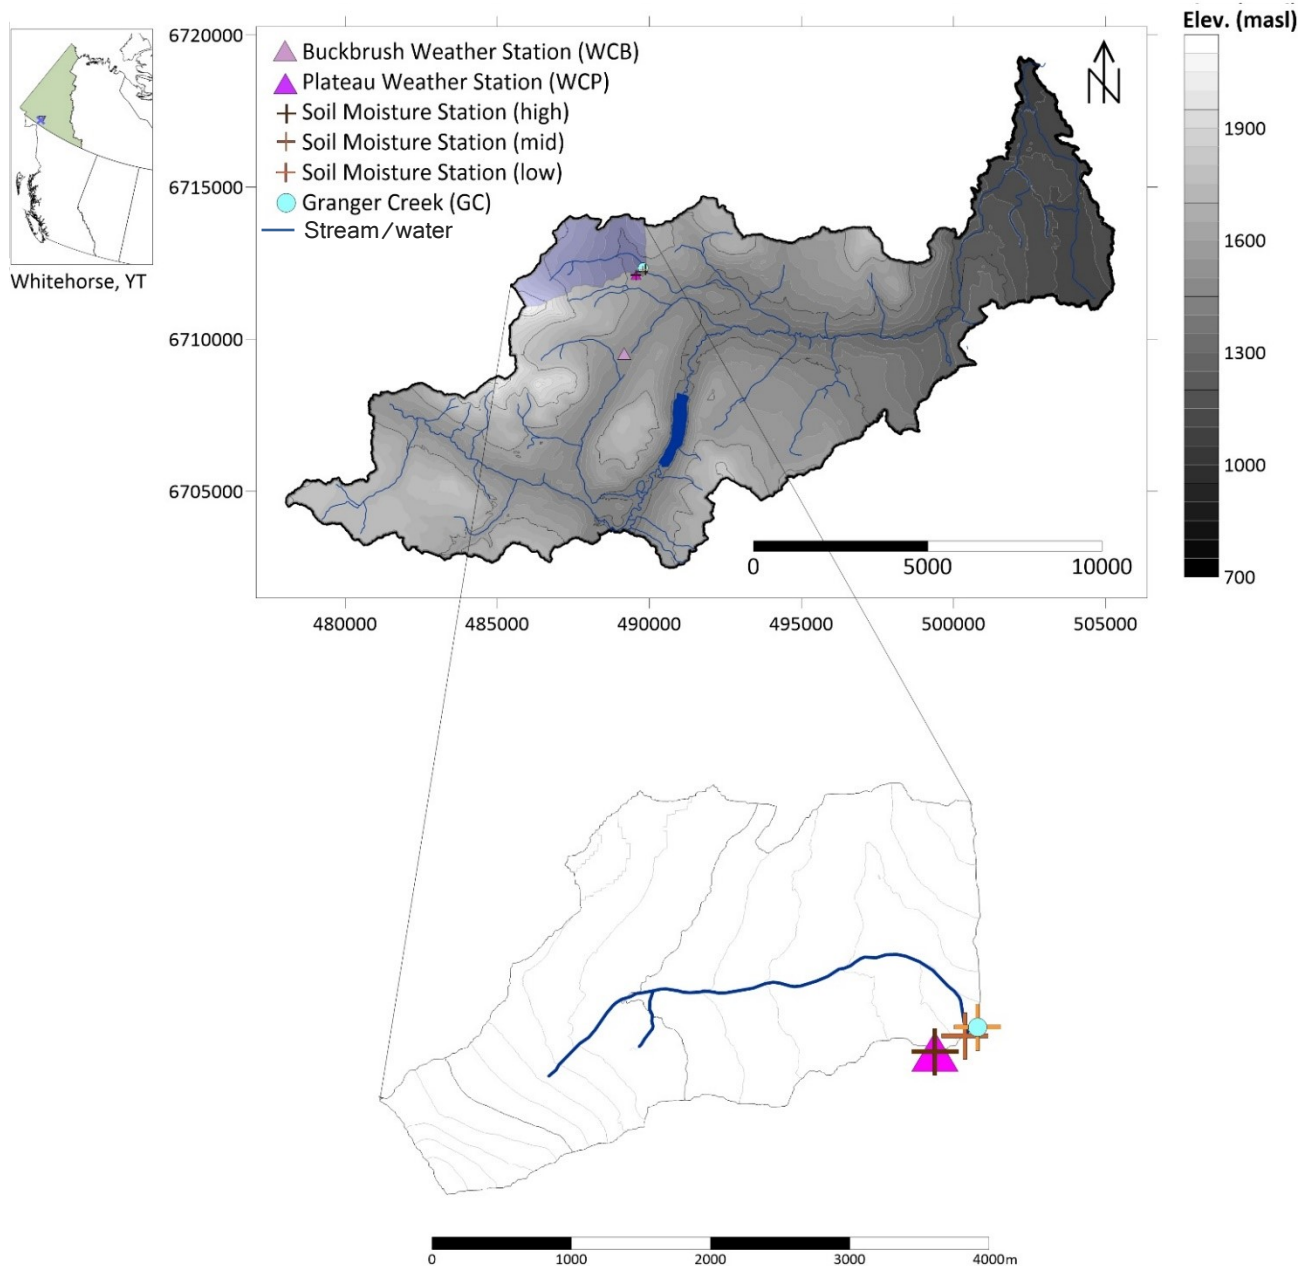 Elev. (masl)
6720000
Buckbrush Weather Station (WCB)
Plateau Weather Station (WCP)
Soil Moisture Station (high)
Soil Moisture Station (mid)
Soil Moisture Station (low)
Granger Creek (GC)
Stream/water
N
1900
6715000
1600
Whitehorse, YT
6710000
1300
1000
6705000
0
5000
10000
700
480000
485000
490000
495000
500000
505000
0
1000
2000
3000
4000m